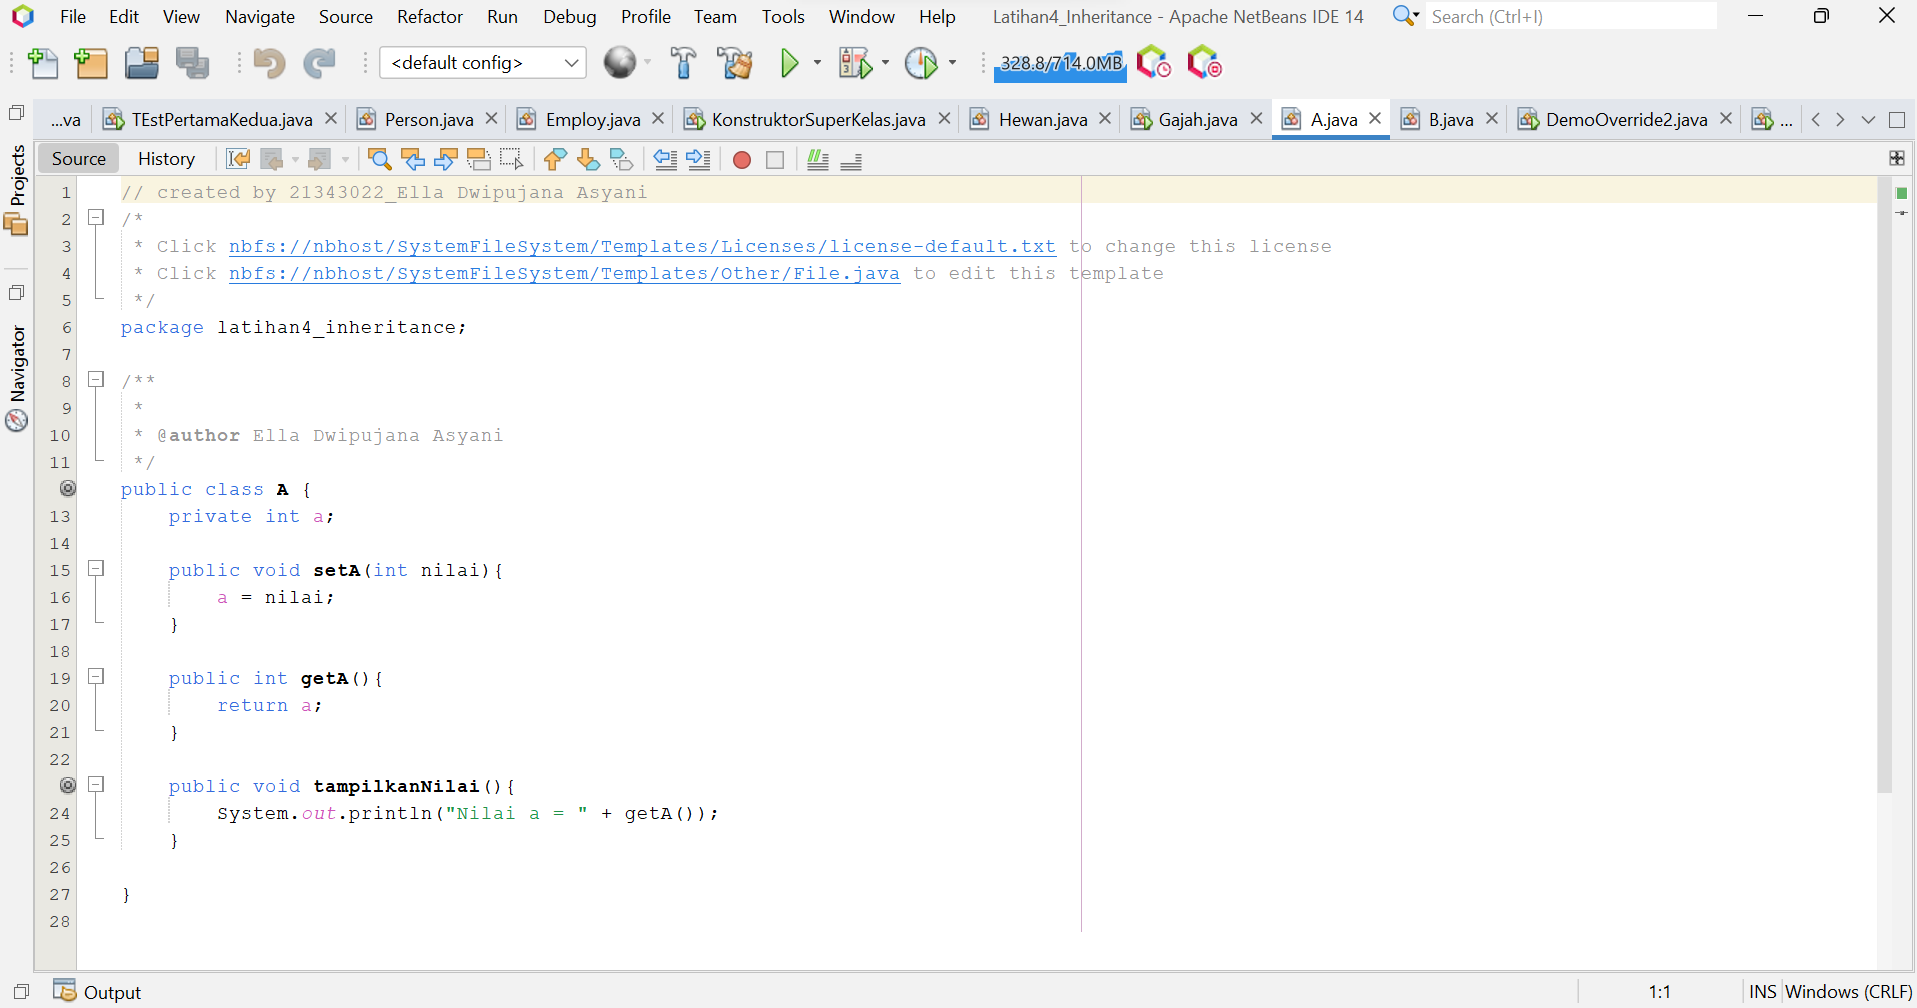 File Edit View Navigate Source Refactor Run Debug Profile Team Tools Window Help Latihan4_Inheritance - Apache NetBeans IDE 14 Search (Ctrl+I)
<default config> 328.8/714.0MB
...va TEstPertamaKedua.java Person.java Employ.java KonstruktorSuperKelas.java Hewan.java Gajah.java A.java B.java DemoOverride2.java ...
Source History
Projects
Navigator
1 // created by 21343022_Ella Dwipujana Asyani
2 /*
3 * Click nbfs://nbhost/SystemFileSystem/Templates/Licenses/license-default.txt to change this license
4 * Click nbfs://nbhost/SystemFileSystem/Templates/Other/File.java to edit this template
5 */
6 package latihan4_inheritance;
7
8 /**
9 *
10 * @author Ella Dwipujana Asyani
11 */
public class A {
13 private int a;
14
15 public void setA(int nilai){
16 a = nilai;
17 }
18
19 public int getA(){
20 return a;
21 }
22
public void tampilkanNilai(){
24 System.out.println("Nilai a = " + getA());
25 }
26
27 }
28
Output 1:1 INS Windows (CRLF)